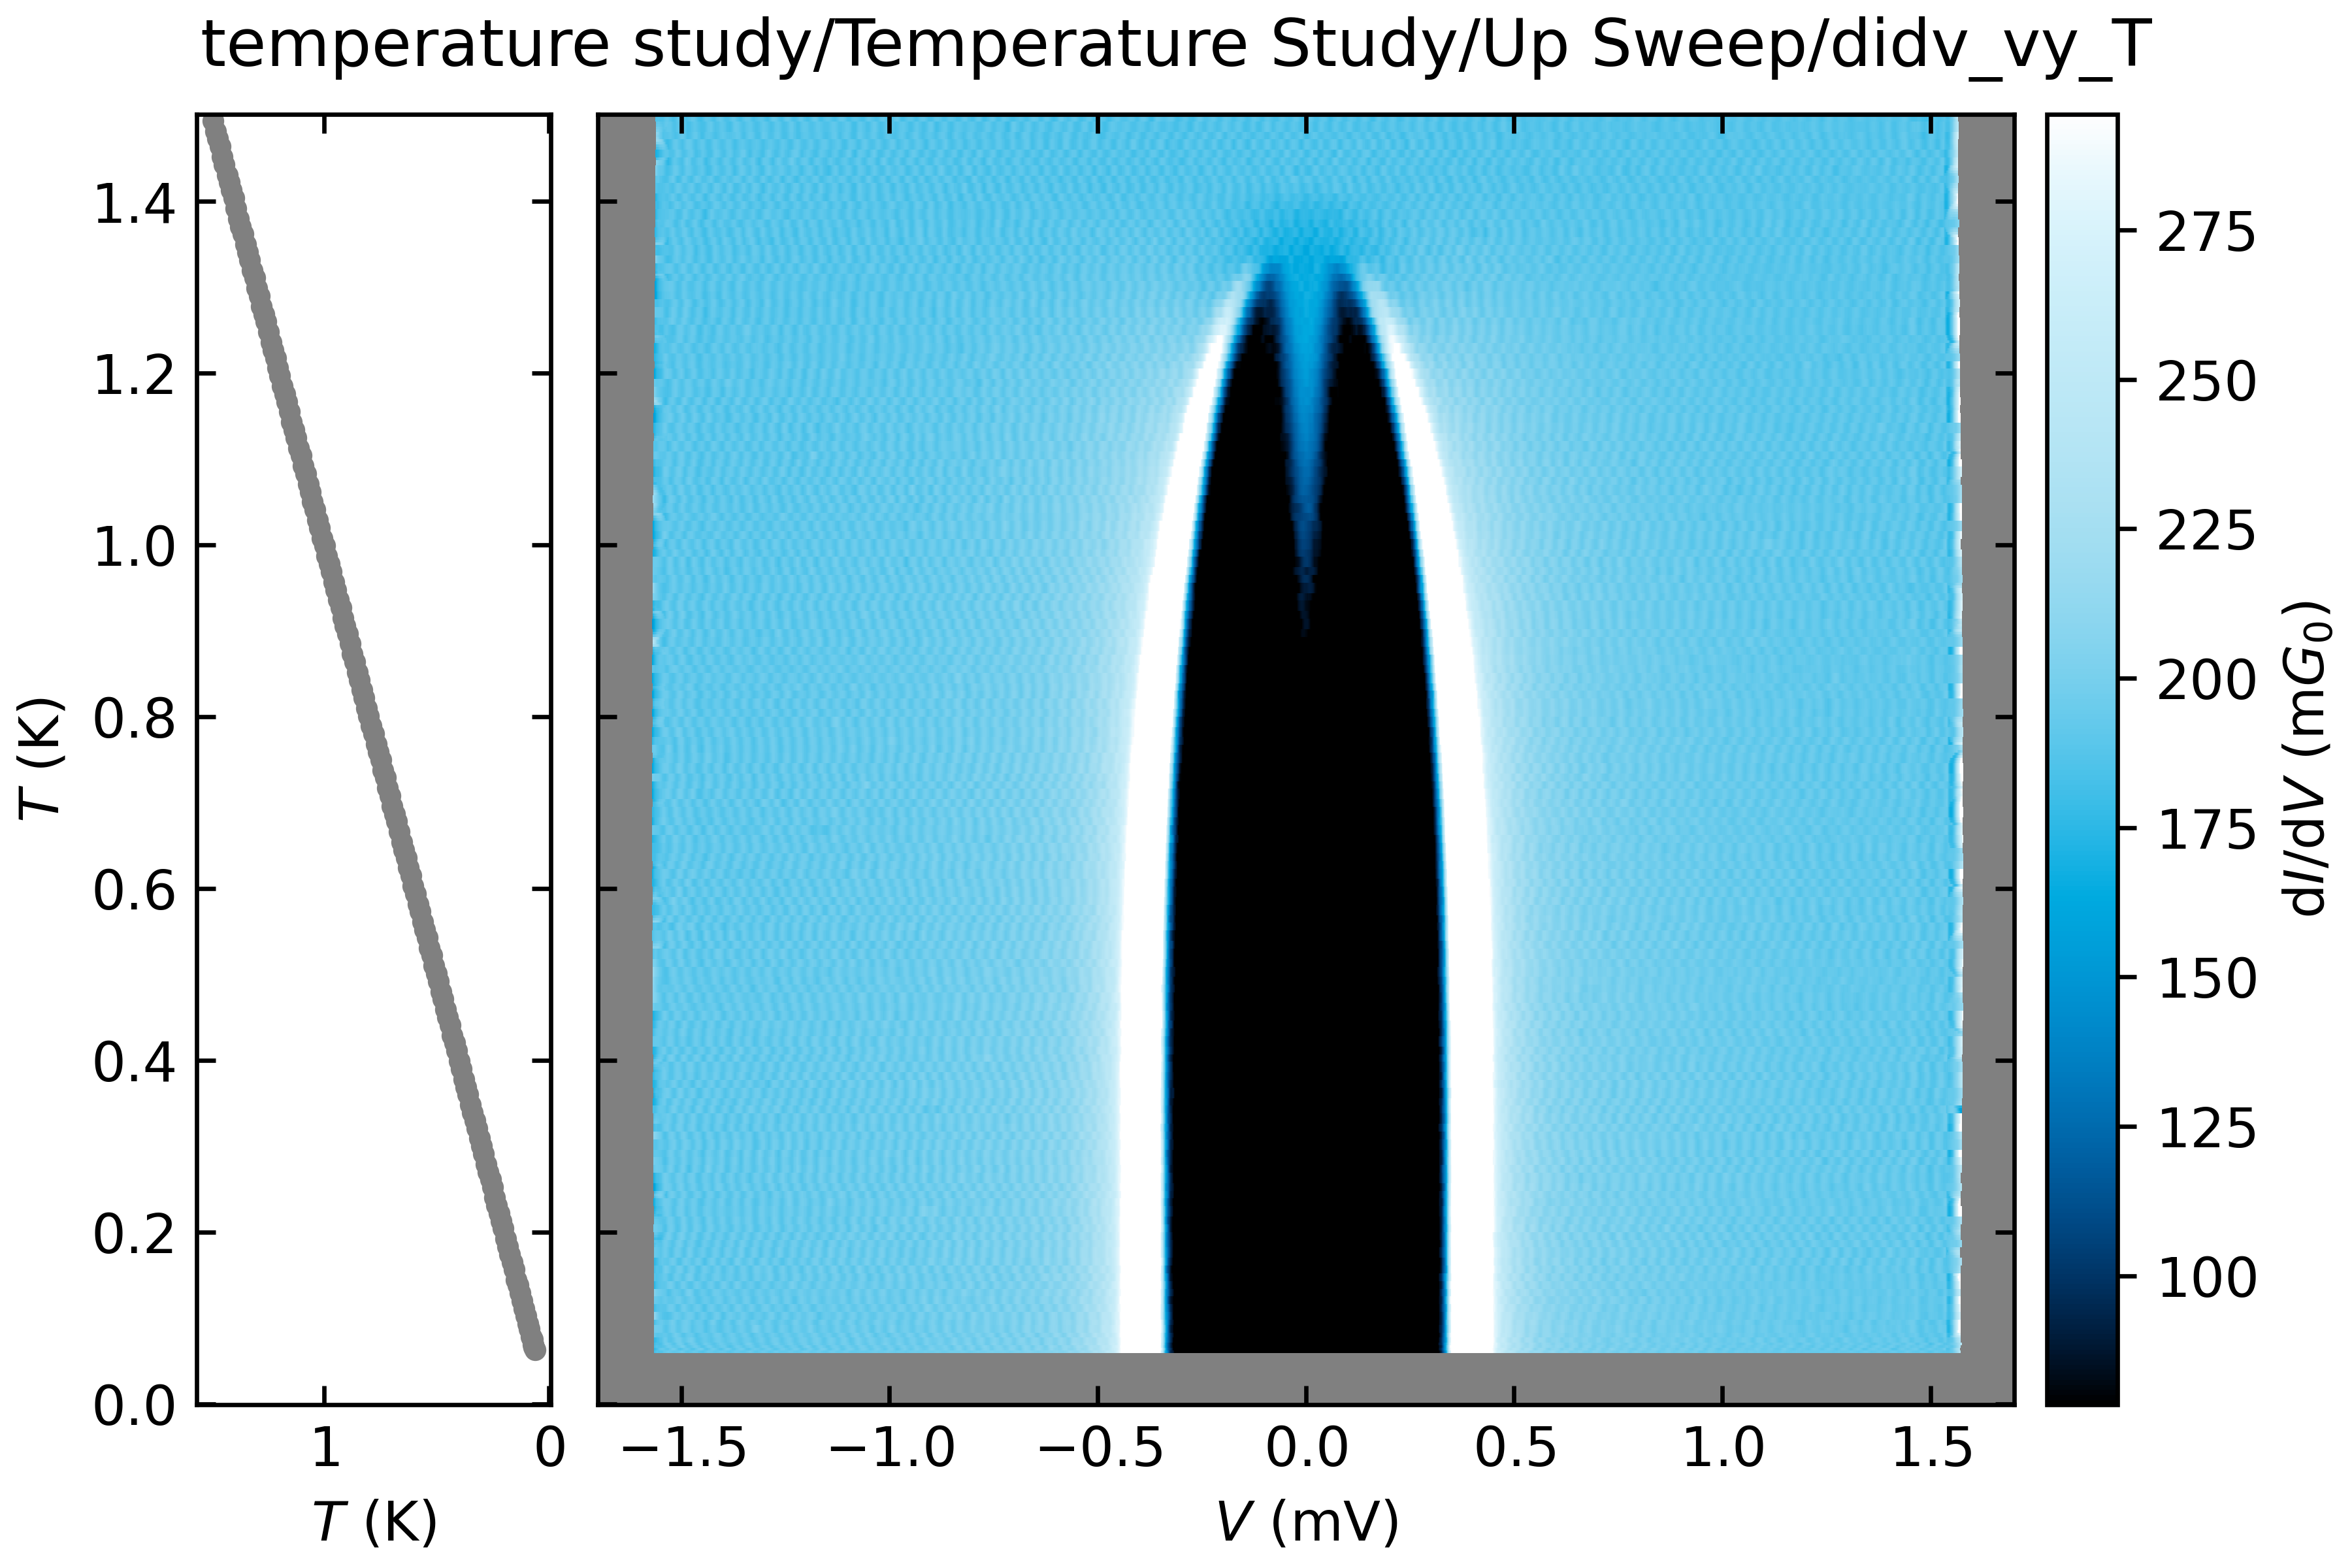 temperature study/Temperature Study/Up Sweep/didv_vy_T
T (K)
1.4
1.2
1.0
0.8
0.6
0.4
0.2
0.0
1 0
T (K)
−1.5 −1.0 −0.5 0.0 0.5 1.0 1.5
V (mV)
275
250
225
200
175
150
125
100
dI/dV (mG₀)